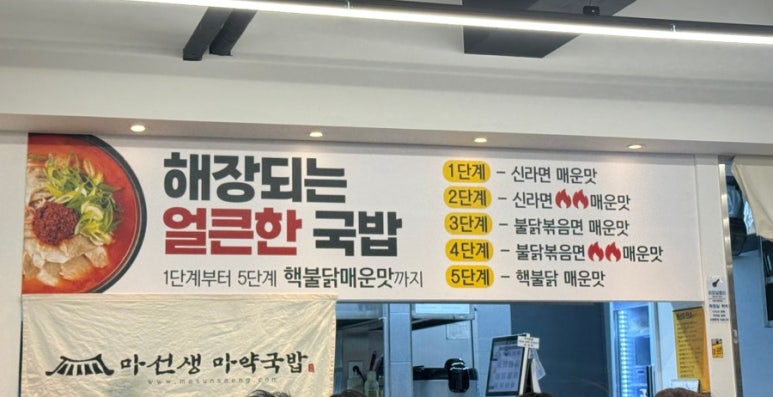 해장되는
얼큰한 국밥
1단계부터 5단계 핵불닭매운맛까지
1단계 - 신라면 매운맛
2단계 - 신라면 매운맛
3단계 - 불닭볶음면 매운맛
4단계 - 불닭볶음면 매운맛
5단계 - 핵불닭 매운맛
마선생 마약국밥
www.masunsaeng.com